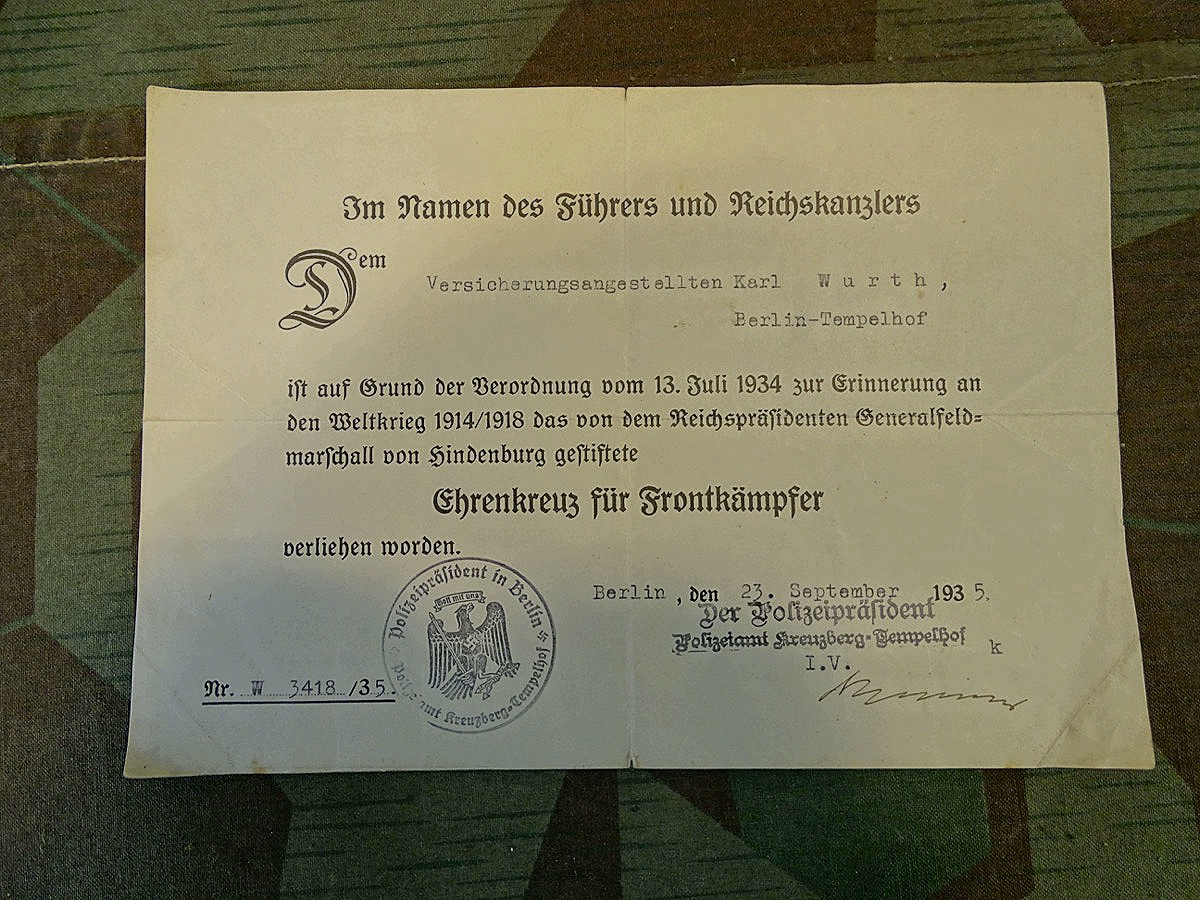 Im Namen des Führers und Reichskanzlers
Dem
Versicherungsangestellten Karl Wurth,
Berlin-Tempelhof
ist auf Grund der Verordnung vom 13. Juli 1934 zur Erinnerung an
den Weltkrieg 1914/1918 das von dem Reichspräsidenten Generalfeld=
marschall von Hindenburg gestiftete
Ehrenkreuz für Frontkämpfer
verliehen worden.
Berlin, den 23. September 1935.
Der Polizeipräsident
Polizeiamt Kreuzberg-Tempelhof k
I.V.
Nr. W 3418/35
Polizeipräsident in Berlin
Gott mit uns
Kreuzberg-Tempelhof